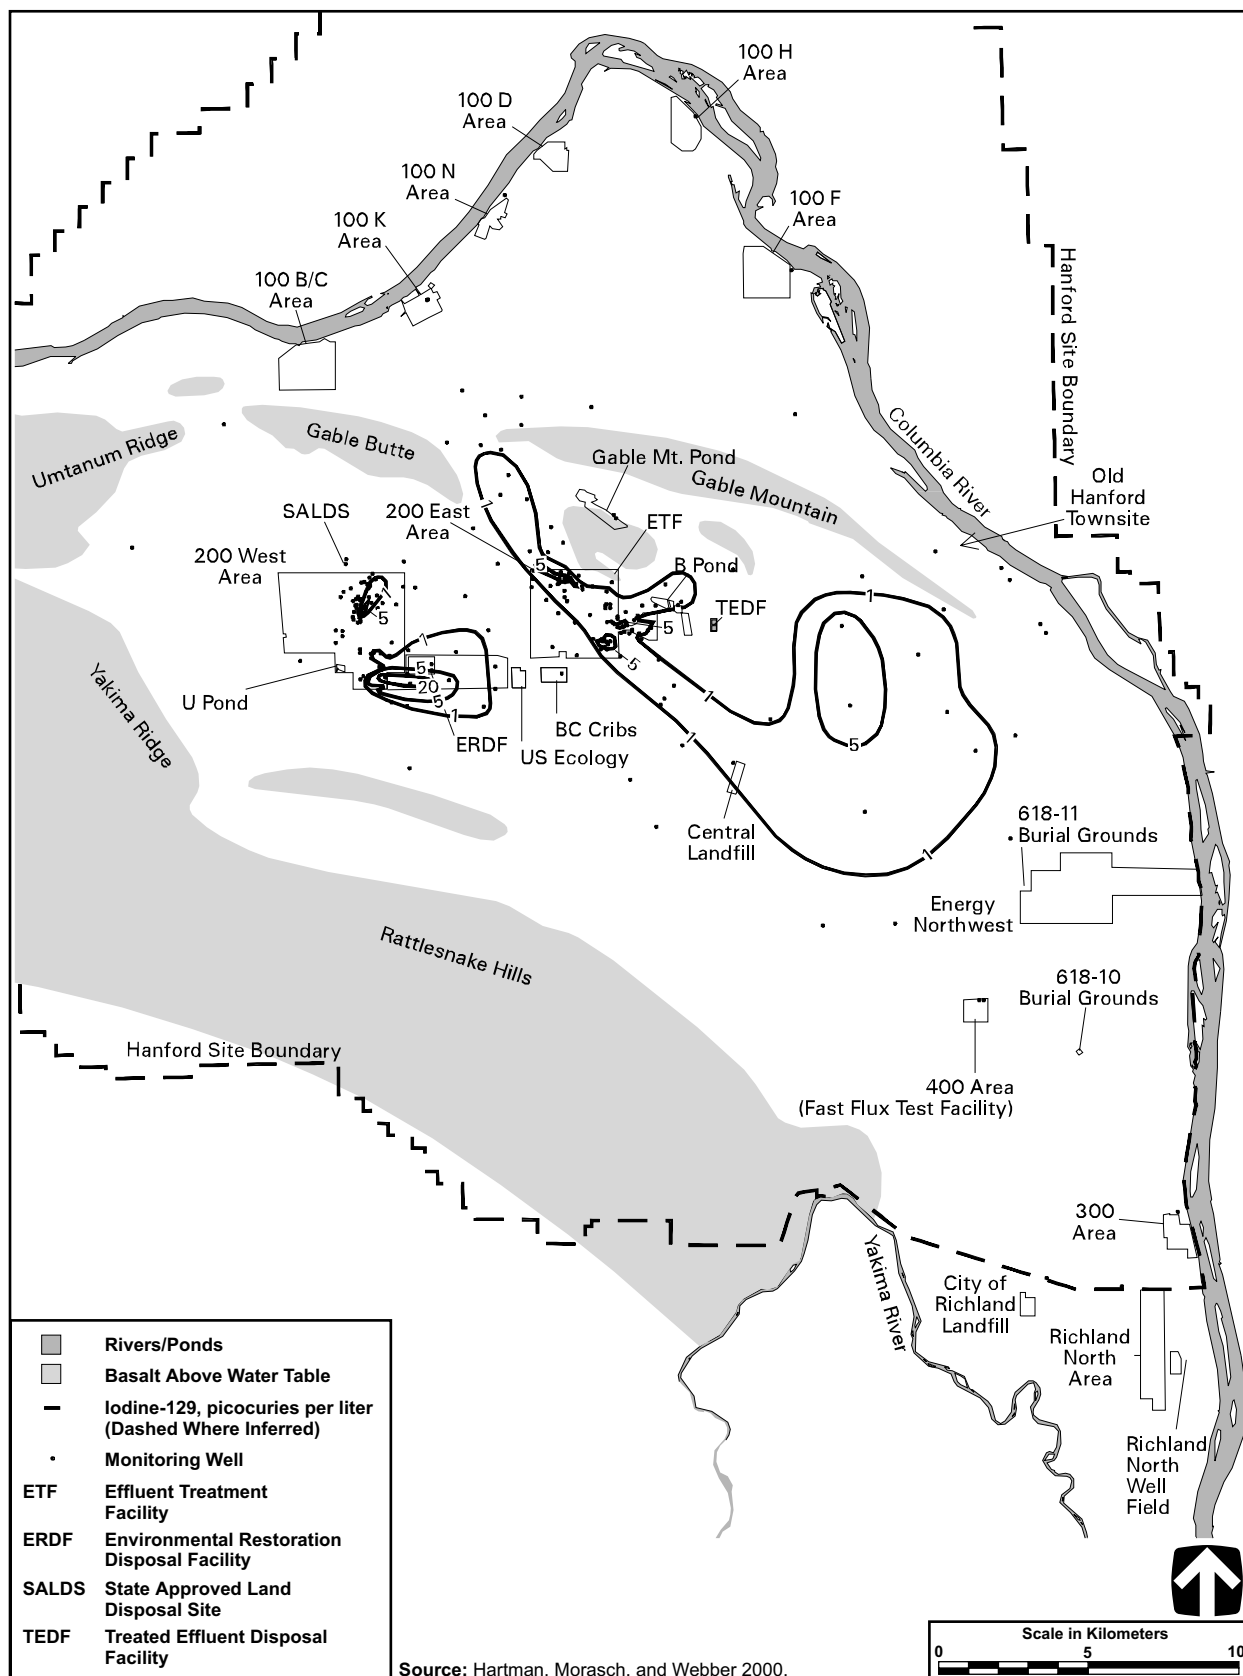 100 H
Area
100 D
Area
100 N
Area
100 K
Area
100 F
Area
100 B/C
Area
Hanford Site Boundary
Columbia River
Umtanum Ridge
Gable Butte
Gable Mt. Pond
Gable Mountain
Old
Hanford
Townsite
SALDS
200 East
Area
ETF
200 West
Area
B Pond
TEDF
1
5
1
5
5
5
1
1
5
20
5
1
1
1
5
1
Yakima Ridge
U Pond
ERDF
BC Cribs
US Ecology
Central
Landfill
618-11
Burial Grounds
Energy
Northwest
Rattlesnake Hills
618-10
Burial Grounds
Hanford Site Boundary
400 Area
(Fast Flux Test Facility)
300
Area
Yakima River
City of
Richland
Landfill
Richland
North
Area
Richland
North
Well
Field
Rivers/Ponds
Basalt Above Water Table
Iodine-129, picocuries per liter
(Dashed Where Inferred)
Monitoring Well
ETF Effluent Treatment
Facility
ERDF Environmental Restoration
Disposal Facility
SALDS State Approved Land
Disposal Site
TEDF Treated Effluent Disposal
Facility
Source: Hartman, Morasch, and Webber 2000.
Scale in Kilometers
0 5 10